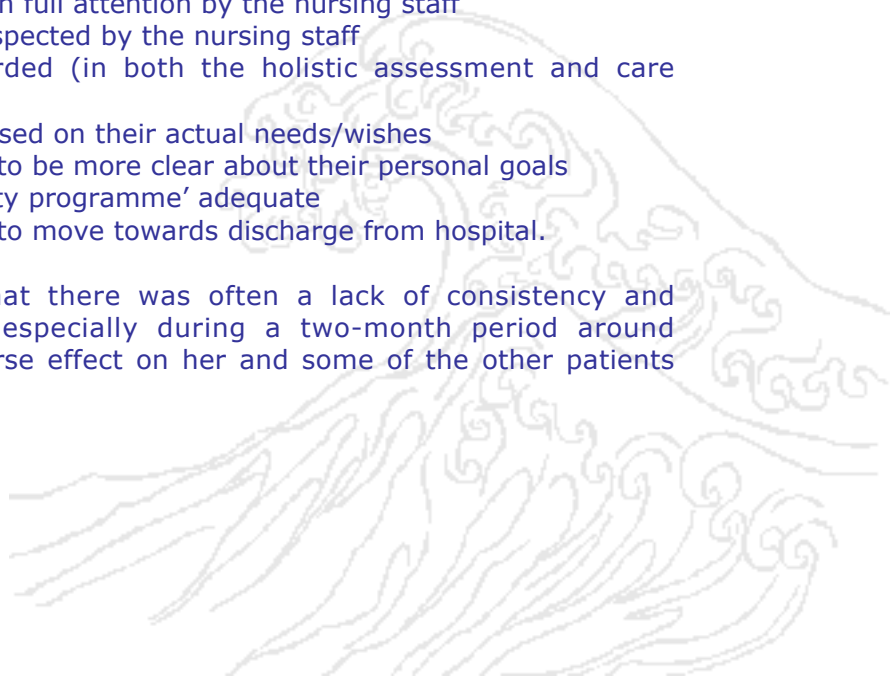 full attention by the nursing staff
spected by the nursing staff
rded (in both the holistic assessment and care
sed on their actual needs/wishes
to be more clear about their personal goals
ty programme’ adequate
to move towards discharge from hospital.
hat there was often a lack of consistency and
especially during a two-month period around
rse effect on her and some of the other patients